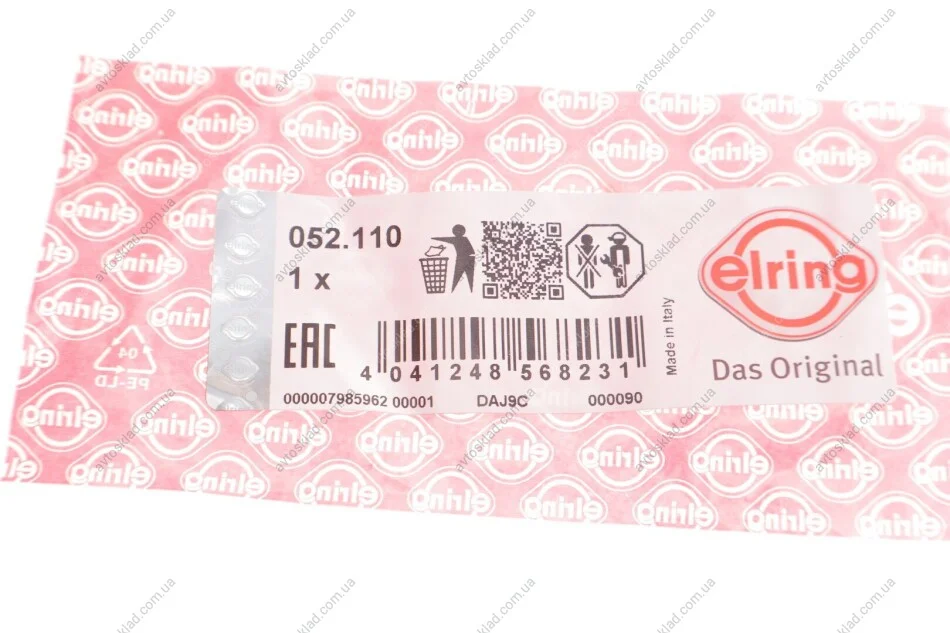 052.110
1 x
EAC
4 041248 568231
000007985962 00001 DAJ9C 000090
Made in Italy
elring
Das Original
04
PE-LD
avtosklad.com.ua